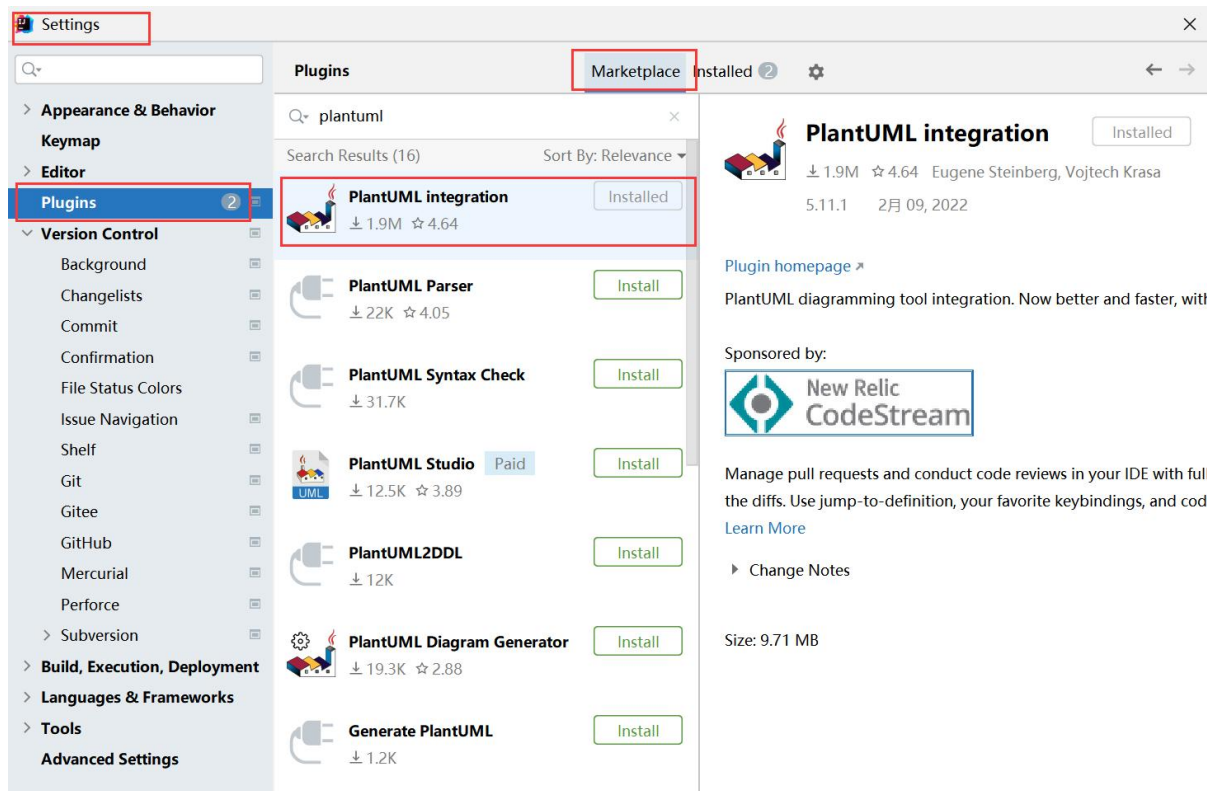 Settings
Plugins
Marketplace
Installed 2
Appearance & Behavior
Keymap
Editor
Plugins 2
Version Control
Background
Changelists
Commit
Confirmation
File Status Colors
Issue Navigation
Shelf
Git
Gitee
GitHub
Mercurial
Perforce
Subversion
Build, Execution, Deployment
Languages & Frameworks
Tools
Advanced Settings
plantuml
Search Results (16) Sort By: Relevance
PlantUML integration Installed
1.9M 4.64
PlantUML Parser Install
22K 4.05
PlantUML Syntax Check Install
31.7K
UML
PlantUML Studio Paid Install
12.5K 3.89
PlantUML2DDL Install
12K
PlantUML Diagram Generator Install
19.3K 2.88
Generate PlantUML Install
1.2K
PlantUML integration Installed
1.9M 4.64 Eugene Steinberg, Vojtech Krasa
5.11.1 2月 09, 2022
Plugin homepage
PlantUML diagramming tool integration. Now better and faster, with
Sponsored by:
New Relic
CodeStream
Manage pull requests and conduct code reviews in your IDE with full
the diffs. Use jump-to-definition, your favorite keybindings, and cod
Learn More
Change Notes
Size: 9.71 MB